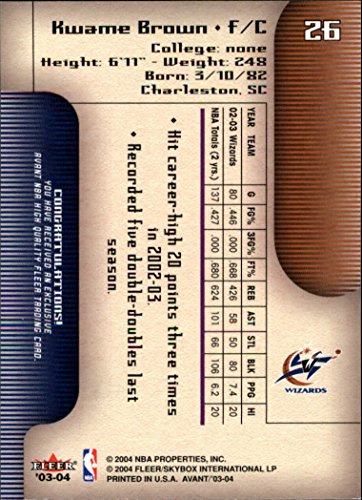 26
Kwame Brown • F/C
College: none
Height: 6'11" - Weight: 248
Born: 3/10/82
Charleston, SC
YEAR TEAM G FG% 3FG% FT% REB AST STL BLK PPG HI
02-03 Wizards 80 .446 .000 .668 426 58 50 80 7.4 20
NBA Totals (2 yrs.) 137 .427 .000 .680 624 101 66 106 6.2 20
• Hit career-high 20 points three times
in 2002-03.
• Recorded five double-doubles last
season.
CONGRATULATIONS!
YOU HAVE RECEIVED AN EXCLUSIVE
AVANT NBA HIGH QUALITY FLEER TRADING CARD.
WIZARDS
FLEER
'03-04
NBA
© 2004 NBA PROPERTIES, INC.
© 2004 FLEER/SKYBOX INTERNATIONAL LP
PRINTED IN U.S.A. AVANT/'03-04